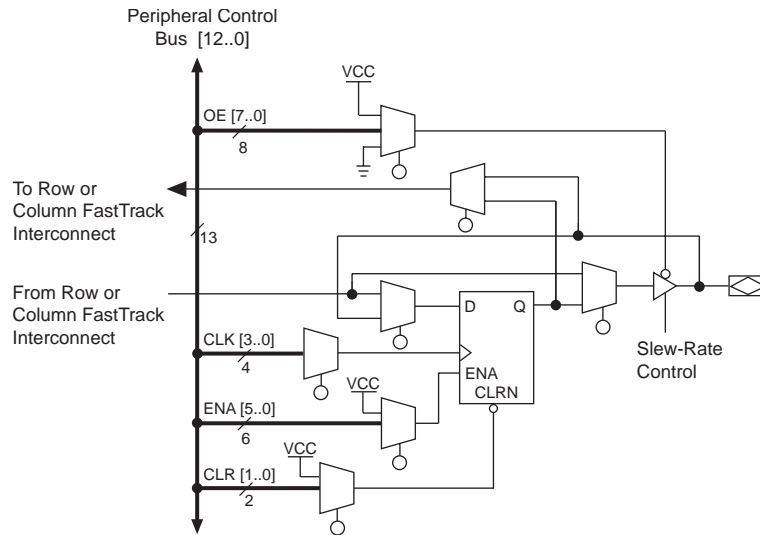 Peripheral Control
Bus [12..0]
VCC
OE [7..0]
8
To Row or
Column FastTrack
Interconnect
13
From Row or
Column FastTrack
Interconnect
D
Q
CLK [3..0]
4
ENA
CLRN
Slew-Rate
Control
VCC
ENA [5..0]
6
VCC
CLR [1..0]
2